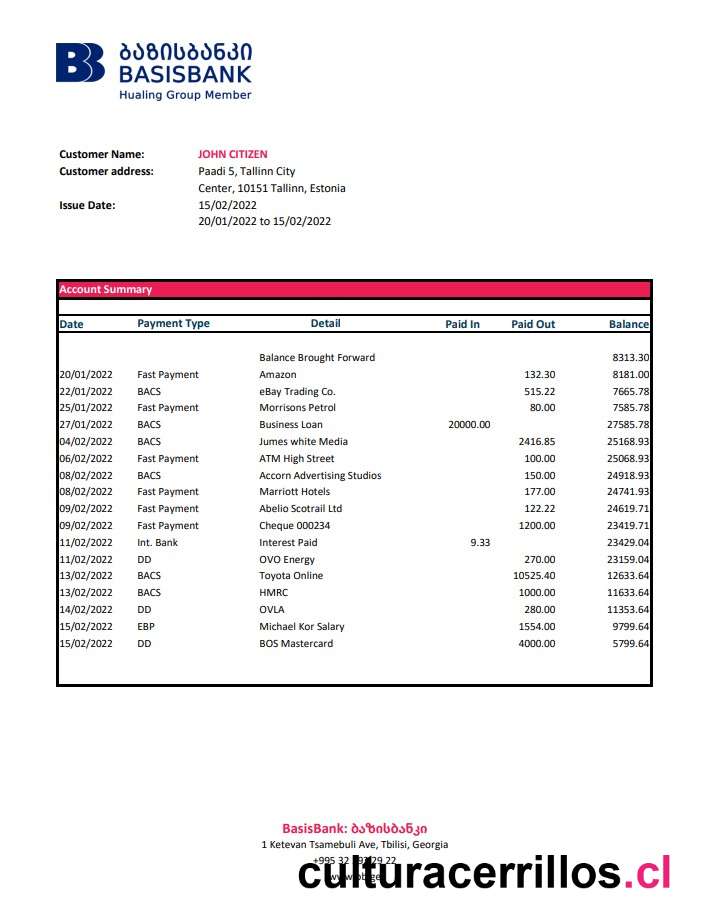 ბაზისბანკი
BASISBANK
Hualing Group Member
Customer Name: JOHN CITIZEN
Customer address: Paadi 5, Tallinn City
Center, 10151 Tallinn, Estonia
Issue Date: 15/02/2022
20/01/2022 to 15/02/2022
Account Summary
Date Payment Type Detail Paid In Paid Out Balance
Balance Brought Forward 8313.30
20/01/2022 Fast Payment Amazon 132.30 8181.00
22/01/2022 BACS eBay Trading Co. 515.22 7665.78
25/01/2022 Fast Payment Morrisons Petrol 80.00 7585.78
27/01/2022 BACS Business Loan 20000.00 27585.78
04/02/2022 BACS Jumes white Media 2416.85 25168.93
06/02/2022 Fast Payment ATM High Street 100.00 25068.93
08/02/2022 BACS Accorn Advertising Studios 150.00 24918.93
08/02/2022 Fast Payment Marriott Hotels 177.00 24741.93
09/02/2022 Fast Payment Abelio Scotrail Ltd 122.22 24619.71
09/02/2022 Fast Payment Cheque 000234 1200.00 23419.71
11/02/2022 Int. Bank Interest Paid 9.33 23429.04
11/02/2022 DD OVO Energy 270.00 23159.04
13/02/2022 BACS Toyota Online 10525.40 12633.64
13/02/2022 BACS HMRC 1000.00 11633.64
14/02/2022 DD OVLA 280.00 11353.64
15/02/2022 EBP Michael Kor Salary 1554.00 9799.64
15/02/2022 DD BOS Mastercard 4000.00 5799.64
BasisBank: ბაზისბანკი
1 Ketevan Tsamebuli Ave, Tbilisi, Georgia
+995 32 29 22
culturacerrillos.cl